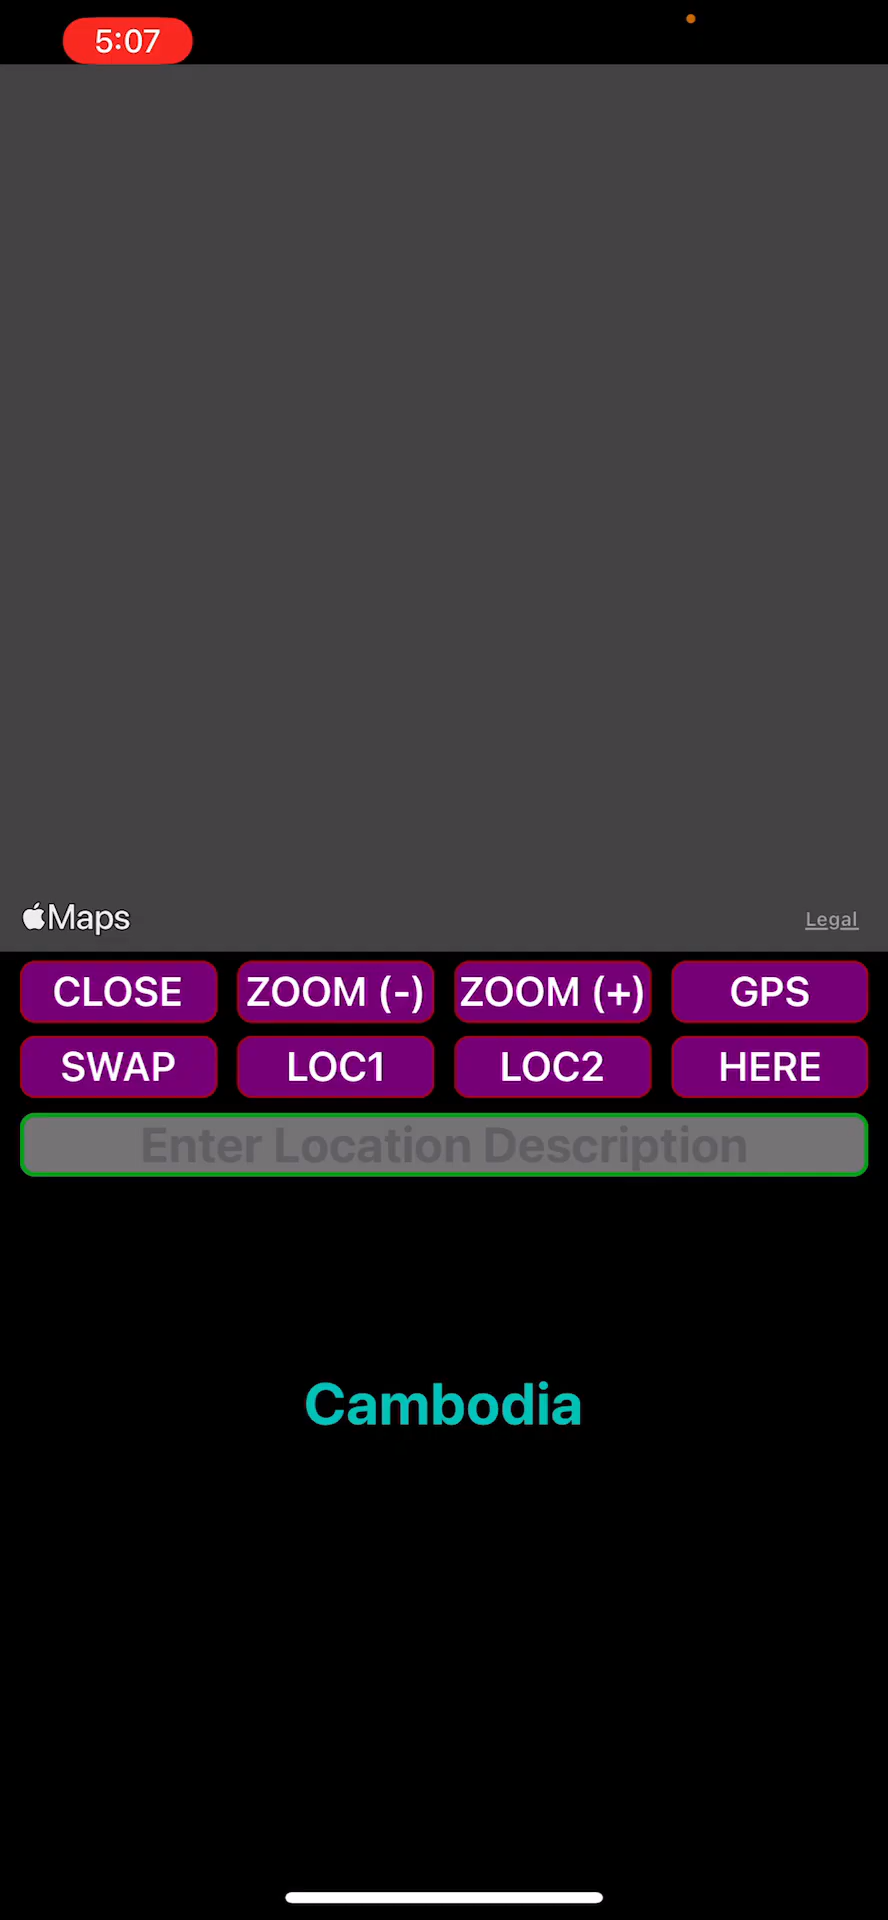 5:07
Maps
Legal
CLOSE
ZOOM (-)
ZOOM (+)
GPS
SWAP
LOC1
LOC2
HERE
Enter Location Description
Cambodia